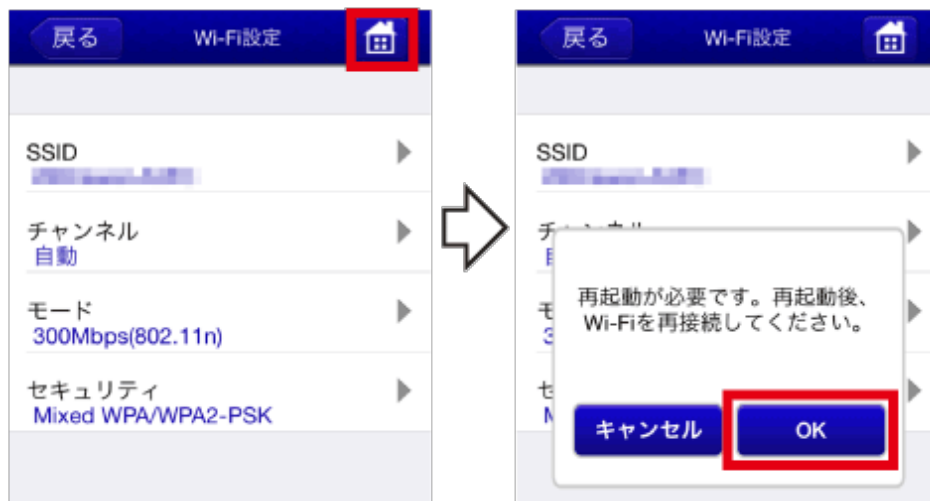 戻る Wi-Fi設定
SSID
チャンネル
自動
モード
300Mbps(802.11n)
セキュリティ
Mixed WPA/WPA2-PSK
戻る Wi-Fi設定
SSID
再起動が必要です。再起動後、
Wi-Fiを再接続してください。
キャンセル OK